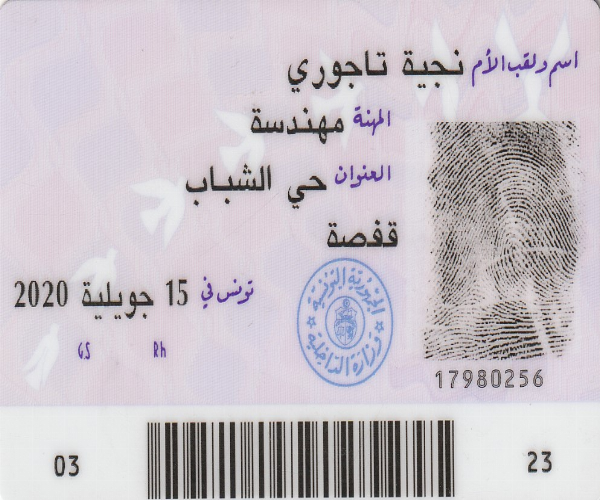 اسم ولقب الأم نجية تاجوري
المهنة مهندسة
العنوان حي الشباب
قفصة
تونس في 15 جويلية 2020
GS Rh
الجمهورية التونسية
وزارة الداخلية
17980256
03 23